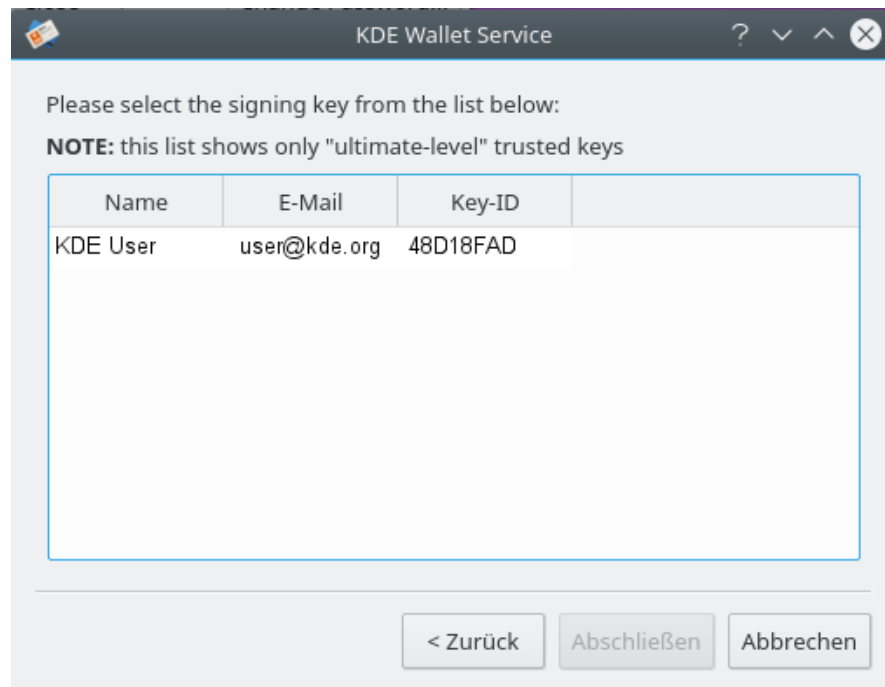 KDE Wallet Service
Please select the signing key from the list below:
NOTE: this list shows only "ultimate-level" trusted keys
Name E-Mail Key-ID
KDE User user@kde.org 48D18FAD
< Zurück Abschließen Abbrechen